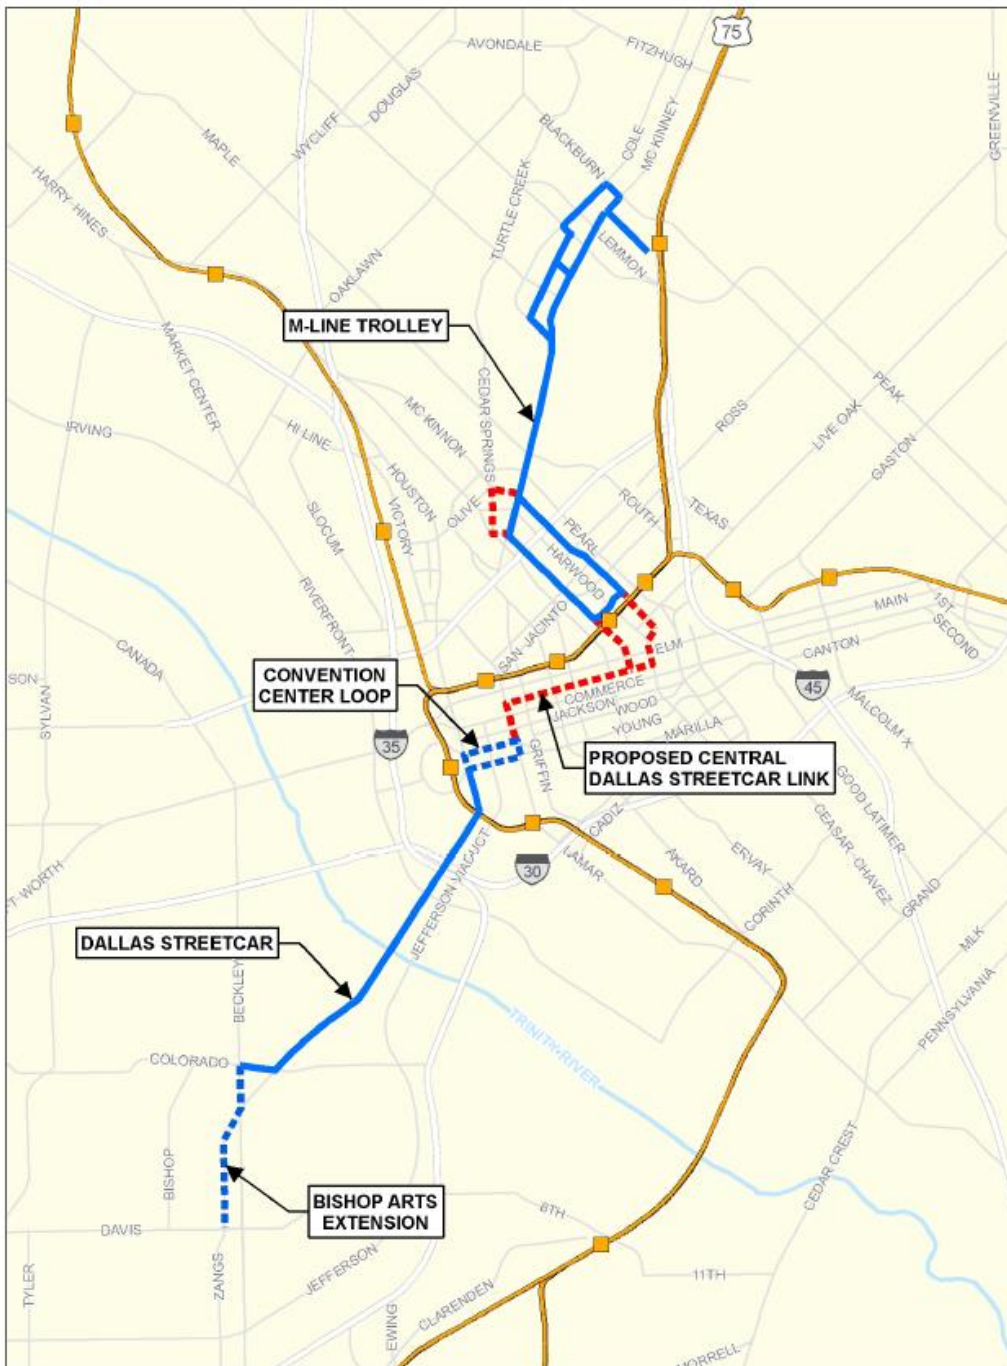 75
AVONDALE
FITZHUGH
GREENVILLE
DOUGLAS
WYCLIFF
MAPLE
BLACKBURN
COLE
MC KINNEY
HARRY HINES
TURTLE CREEK
LEMMON
OAKLAWN
M-LINE TROLLEY
MARKET CENTER
CEDAR SPRINGS
MC KINNON
PEAK
ROSS
LIVE OAK
GASTON
IRVING
HI LINE
HOUSTON
VICTORY
OLIVE
ROUTH
TEXAS
SLOCUM
PEARL
HARWOOD
RIVERFRONT
SAN JACINTO
MAIN
1ST
SECOND
CANADA
ELM
CANTON
CONVENTION
CENTER LOOP
SON
SYLVAN
COMMERCE
JACKSON
WOOD
YOUNG
MARILLA
45
MALCOLM X
35
GRIFFIN
PROPOSED CENTRAL
DALLAS STREETCAR LINK
GOOD LATIMER
CEASAR CHAVEZ
CADIZ
ERVAY
T WORTH
JEFFERSON VIADUCT
30
LAMAR
AKARD
CORINTH
GRAND
MLK
DALLAS STREETCAR
BECKLEY
PENNSYLVANIA
TRINITY RIVER
COLORADO
BISHOP
CEDAR CREST
BISHOP ARTS
EXTENSION
8TH
DAVIS
TYLER
ZANGS
JEFFERSON
11TH
EWING
CLARENDEN
MORRELL